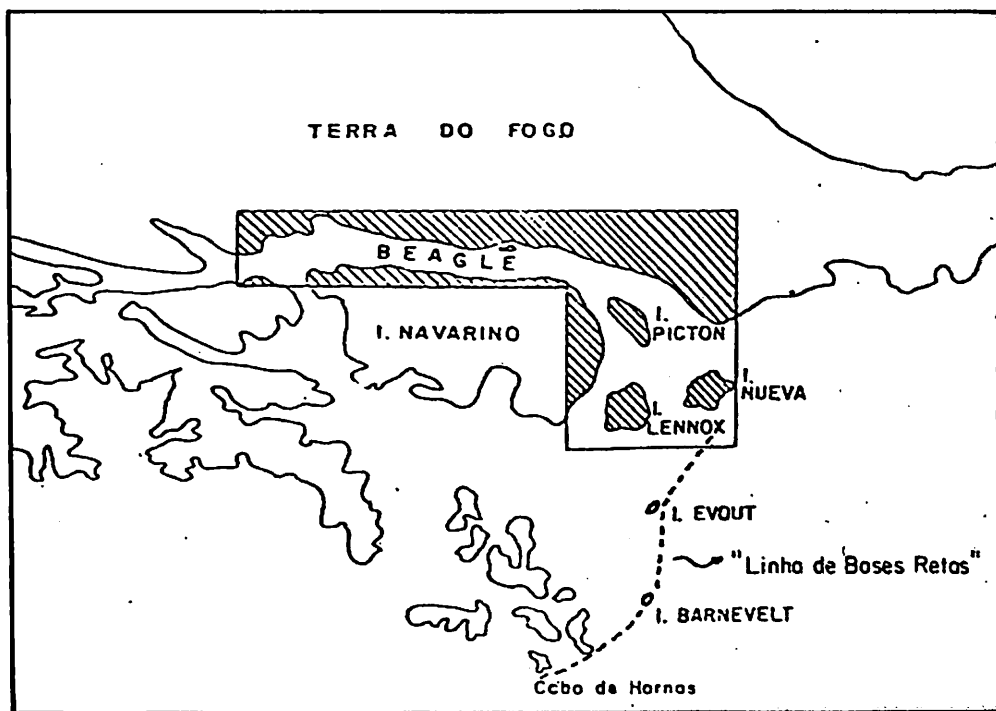 TERRA DO FOGO
BEAGLE
I. PICTON
I. NAVARINO
I. NUEVA
I. LENNOX
I. EVOUT
"Linha de Bases Retas"
I. BARNEVELT
Cabo de Hornos